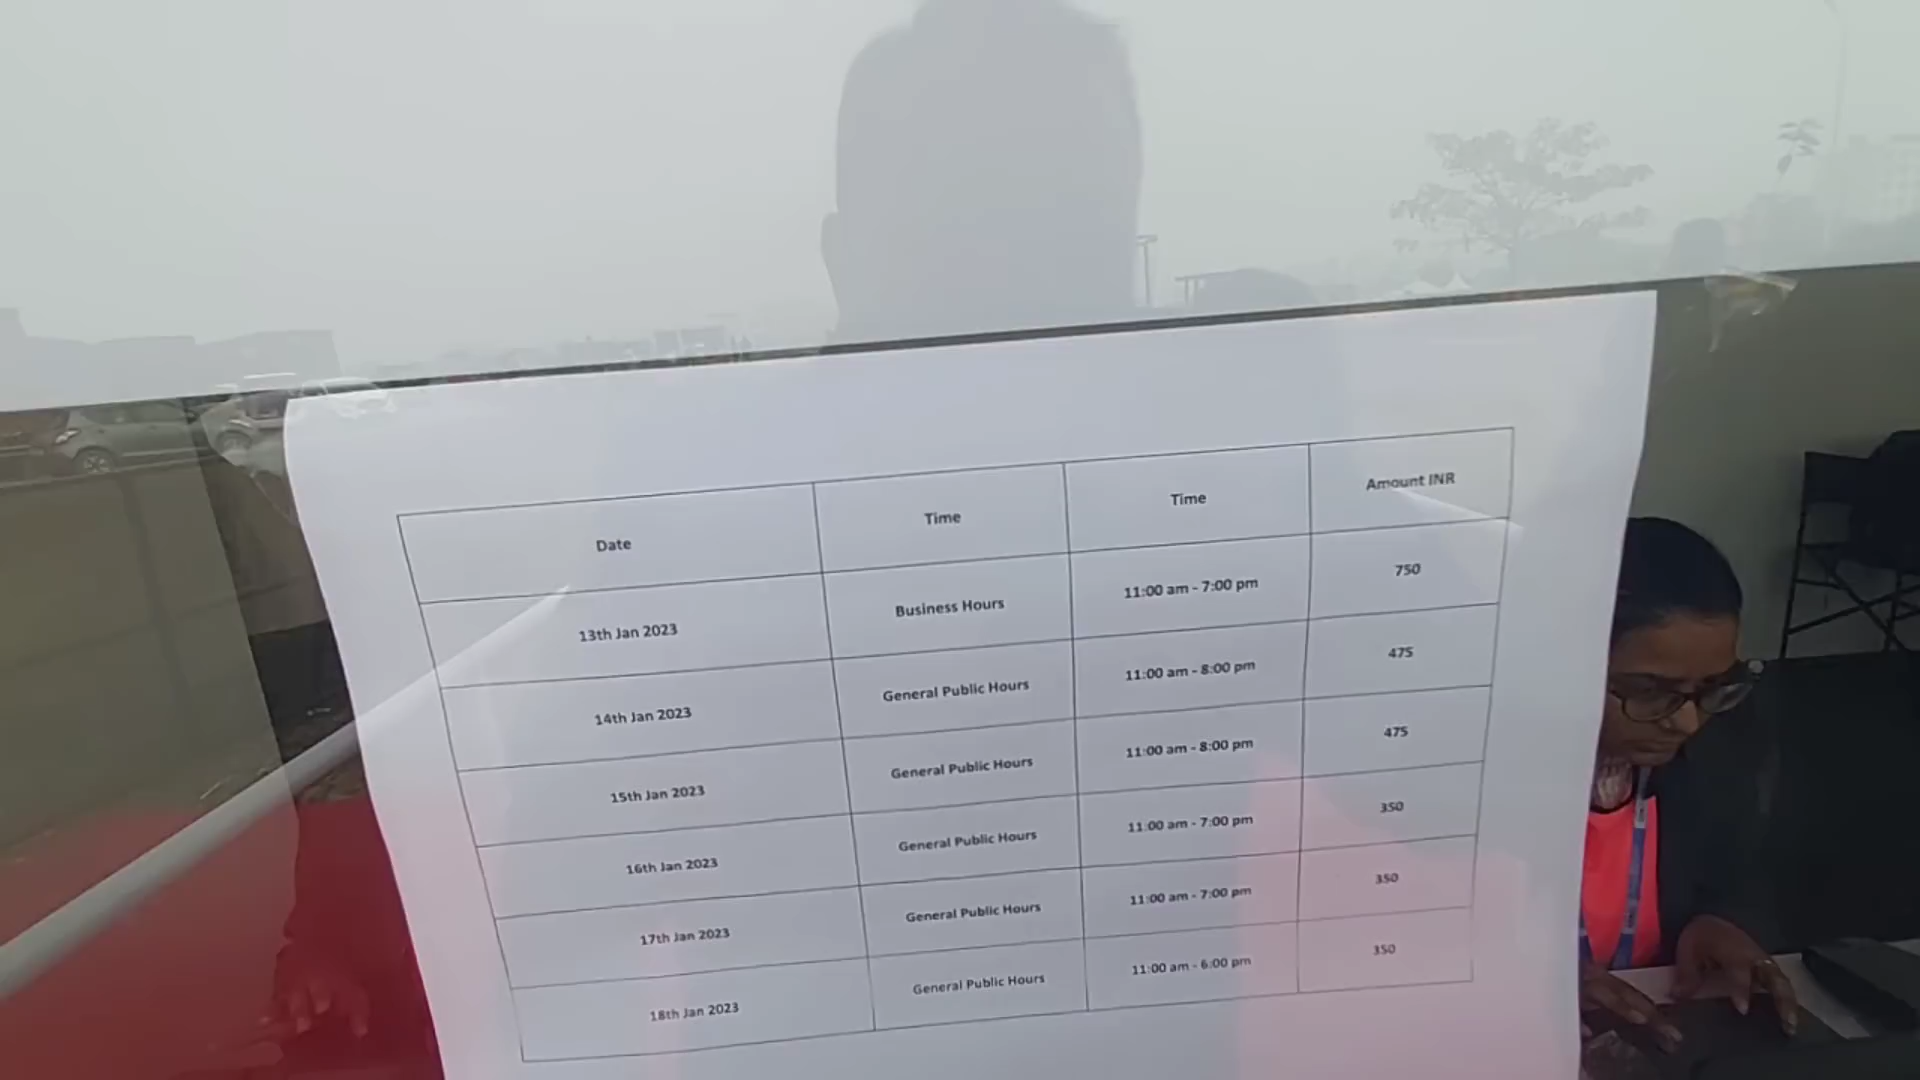 Date Time Time Amount INR
13th Jan 2023 Business Hours 11:00 am - 7:00 pm 750
14th Jan 2023 General Public Hours 11:00 am - 8:00 pm 475
15th Jan 2023 General Public Hours 11:00 am - 8:00 pm 475
16th Jan 2023 General Public Hours 11:00 am - 7:00 pm 350
17th Jan 2023 General Public Hours 11:00 am - 7:00 pm 350
18th Jan 2023 General Public Hours 11:00 am - 6:00 pm 350